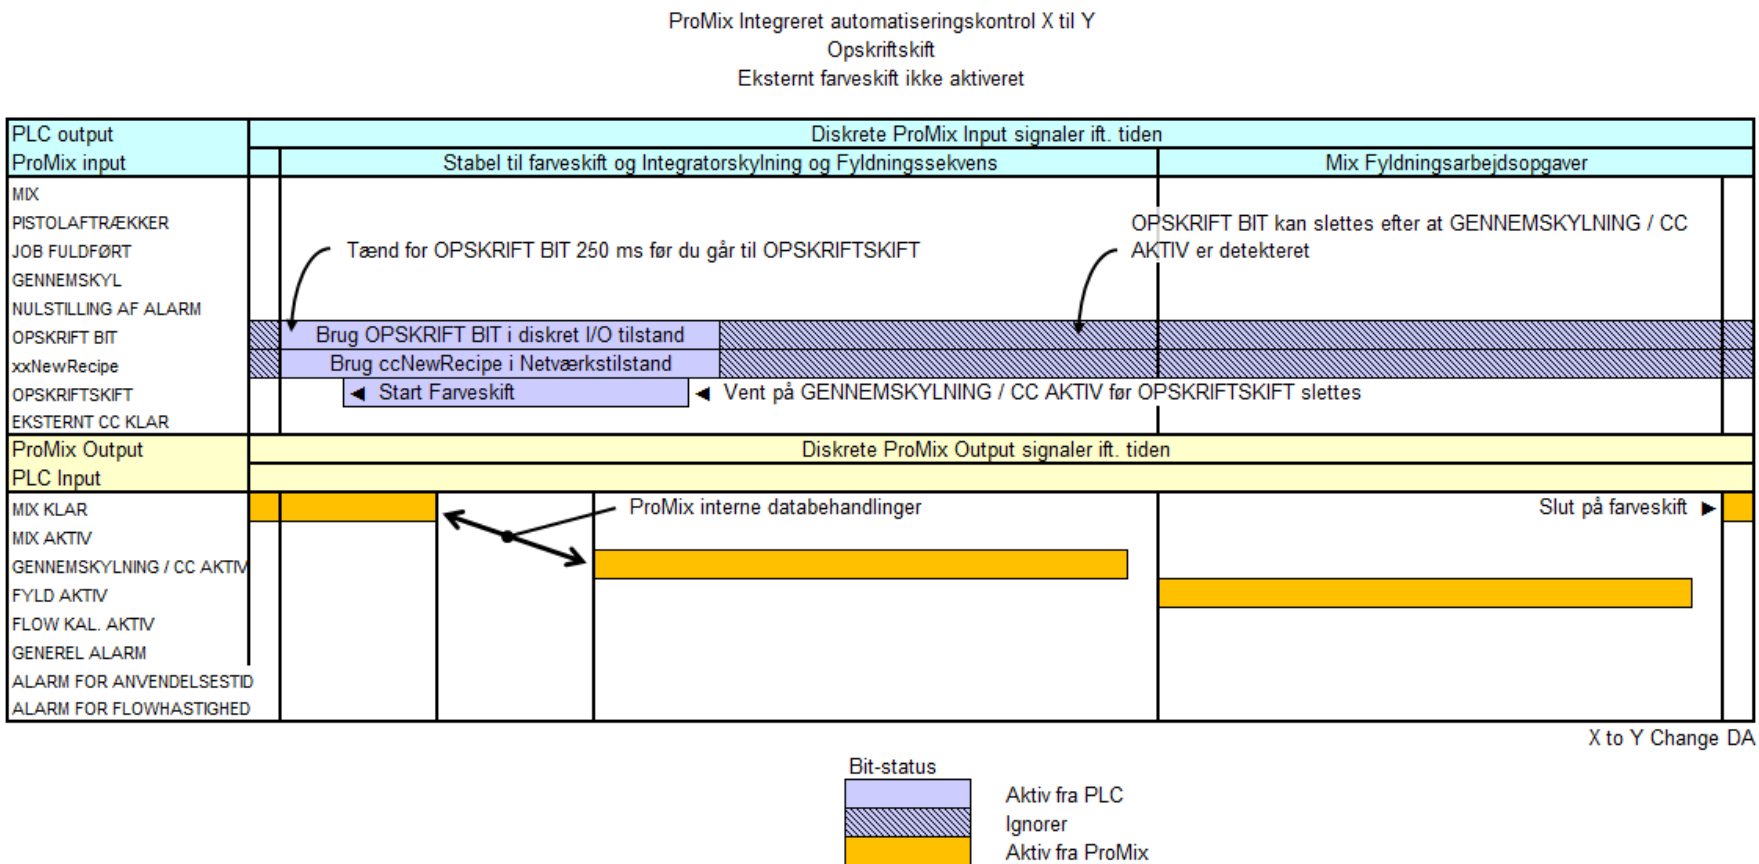 ProMix Integreret automatiseringskontrol X til Y
Opskriftskift
Eksternt farveskift ikke aktiveret
PLC output
Diskrete ProMix Input signaler ift. tiden
ProMix input
Stabel til farveskift og Integratorskylning og Fyldningssekvens
Mix Fyldningsarbejdsopgaver
MIX
PISTOLAFTRÆKKER
OPSKRIFT BIT kan slettes efter at GENNEMSKYLNING / CC
JOB FULDFØRT
Tænd for OPSKRIFT BIT 250 ms før du går til OPSKRIFTSKIFT
AKTIV er detekteret
GENNEMSKYL
NULSTILLING AF ALARM
OPSKRIFT BIT
Brug OPSKRIFT BIT i diskret I/O tilstand
xxNewRecipe
Brug ccNewRecipe i Netværkstilstand
OPSKRIFTSKIFT
◄ Start Farveskift
◄ Vent på GENNEMSKYLNING / CC AKTIV før OPSKRIFTSKIFT slettes
EKSTERNT CC KLAR
ProMix Output
Diskrete ProMix Output signaler ift. tiden
PLC Input
MIX KLAR
ProMix interne databehandlinger
Slut på farveskift ►
MIX AKTIV
GENNEMSKYLNING / CC AKTIV
FYLD AKTIV
FLOW KAL. AKTIV
GENEREL ALARM
ALARM FOR ANVENDELSESTID
ALARM FOR FLOWHASTIGHED
X to Y Change DA
Bit-status
Aktiv fra PLC
Ignorer
Aktiv fra ProMix